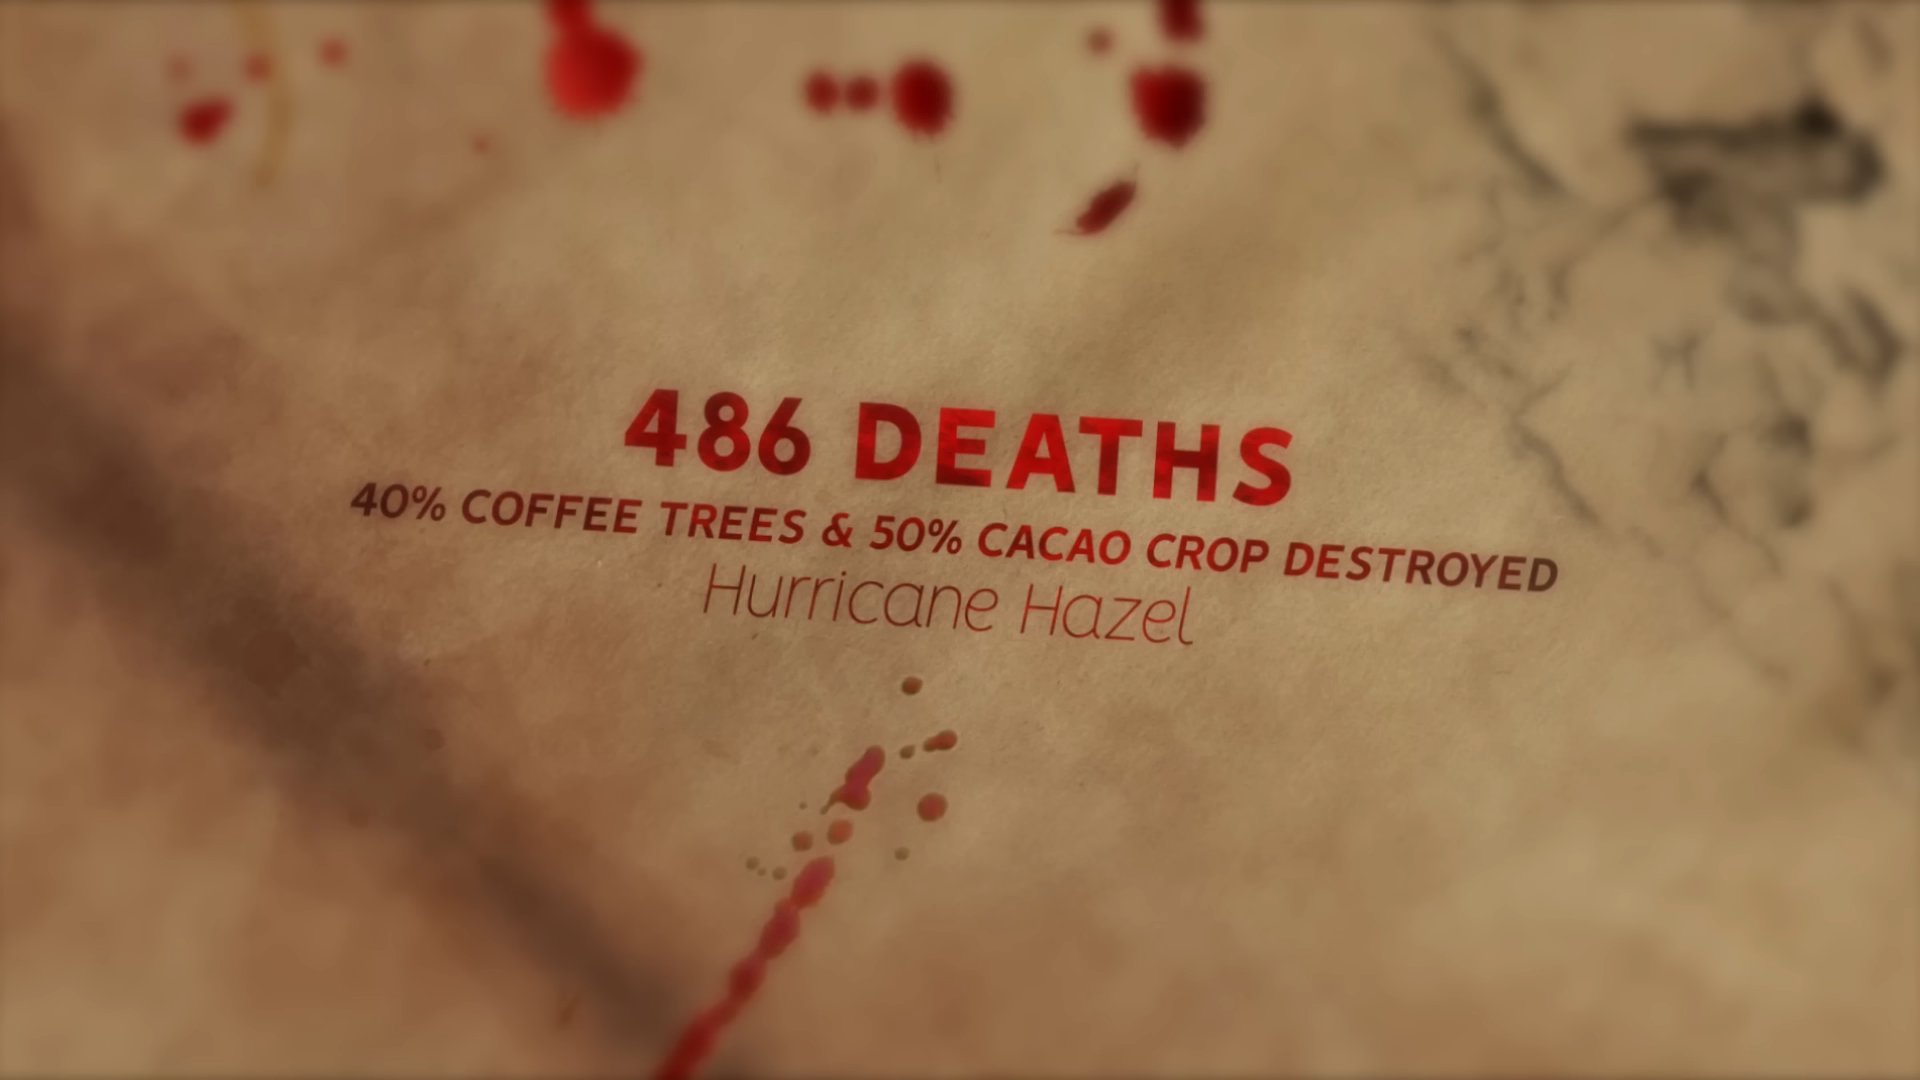 486 DEATHS
40% COFFEE TREES & 50% CACAO CROP DESTROYED
Hurricane Hazel